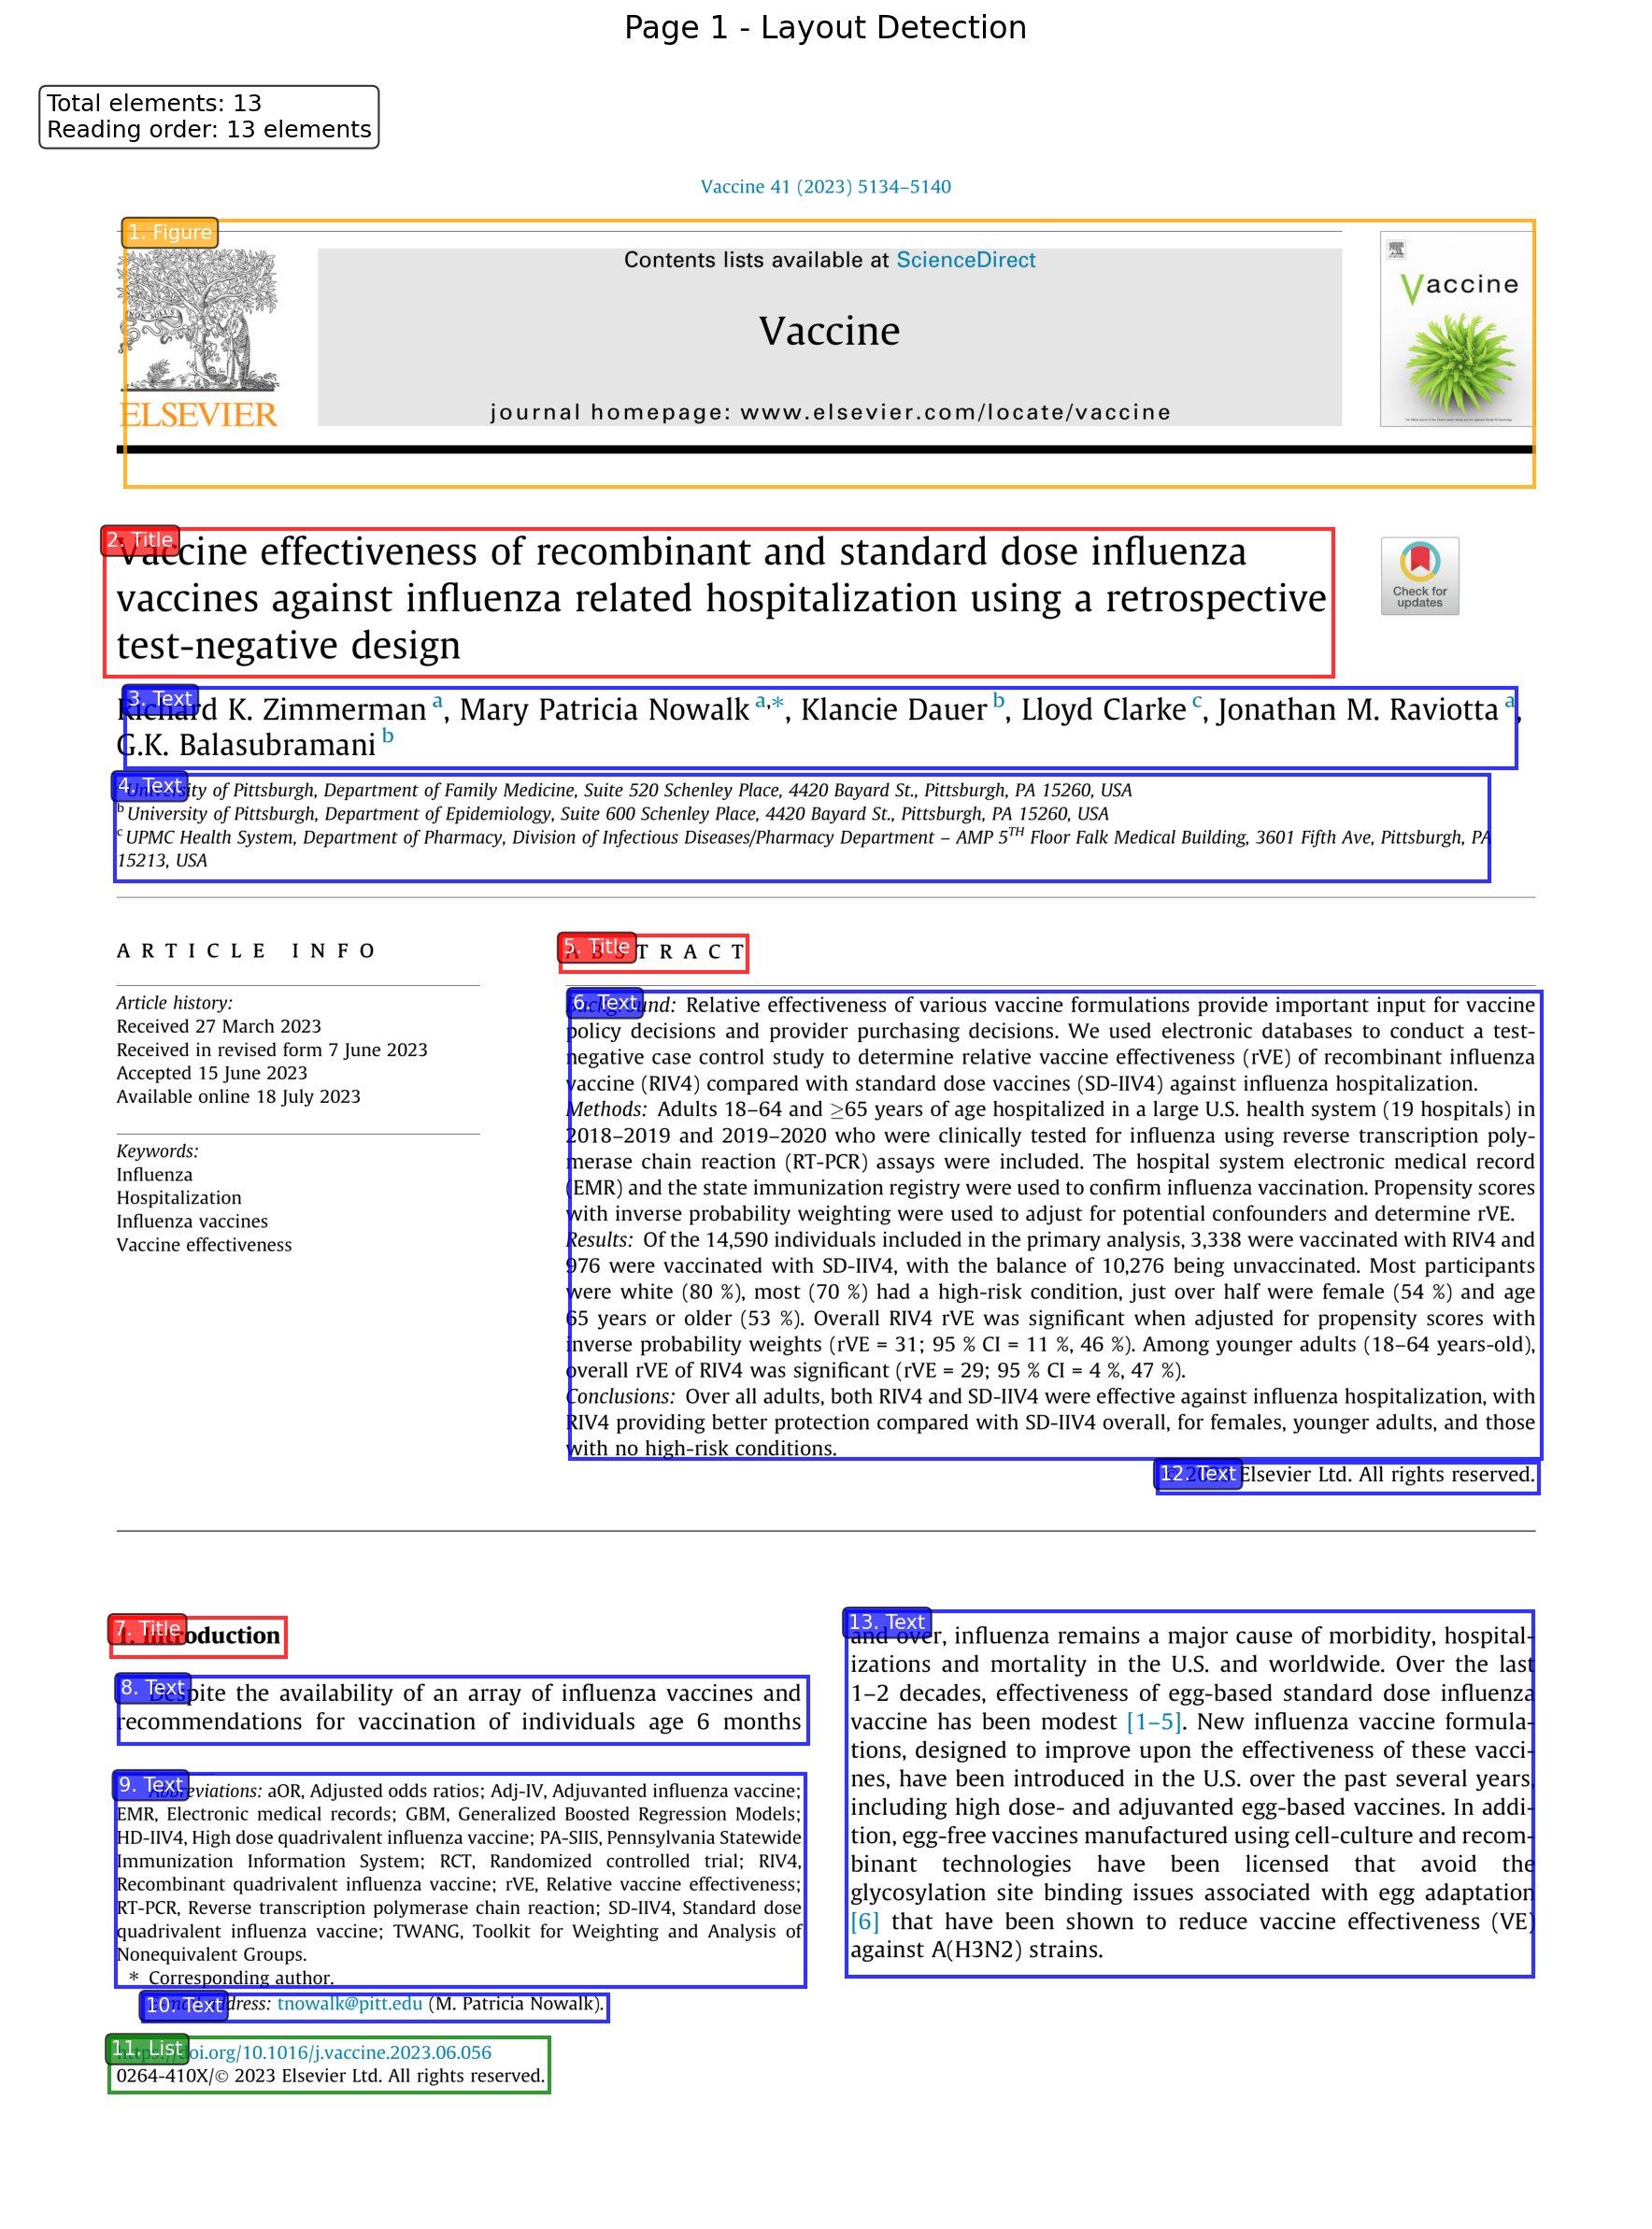 Page 1 - Layout Detection
Total elements: 13
Reading order: 13 elements
Vaccine 41 (2023) 5134–5140
1. Figure
NON SOLUS
ELSEVIER
Contents lists available at ScienceDirect
Vaccine
journal homepage: www.elsevier.com/locate/vaccine
Vaccine
2. Title
Vaccine effectiveness of recombinant and standard dose influenza
vaccines against influenza related hospitalization using a retrospective
test-negative design
Check for
updates
3. Text
Richard K. Zimmerman a, Mary Patricia Nowalk a,*, Klancie Dauer b, Lloyd Clarke c, Jonathan M. Raviotta a,
G.K. Balasubramani b
4. Text
University of Pittsburgh, Department of Family Medicine, Suite 520 Schenley Place, 4420 Bayard St., Pittsburgh, PA 15260, USA
b University of Pittsburgh, Department of Epidemiology, Suite 600 Schenley Place, 4420 Bayard St., Pittsburgh, PA 15260, USA
c UPMC Health System, Department of Pharmacy, Division of Infectious Diseases/Pharmacy Department – AMP 5TH Floor Falk Medical Building, 3601 Fifth Ave, Pittsburgh, PA
15213, USA
ARTICLE INFO
Article history:
Received 27 March 2023
Received in revised form 7 June 2023
Accepted 15 June 2023
Available online 18 July 2023
Keywords:
Influenza
Hospitalization
Influenza vaccines
Vaccine effectiveness
5. Title
ABSTRACT
6. Text
Background: Relative effectiveness of various vaccine formulations provide important input for vaccine
policy decisions and provider purchasing decisions. We used electronic databases to conduct a test-
negative case control study to determine relative vaccine effectiveness (rVE) of recombinant influenza
vaccine (RIV4) compared with standard dose vaccines (SD-IIV4) against influenza hospitalization.
Methods: Adults 18–64 and ≥65 years of age hospitalized in a large U.S. health system (19 hospitals) in
2018–2019 and 2019–2020 who were clinically tested for influenza using reverse transcription poly-
merase chain reaction (RT-PCR) assays were included. The hospital system electronic medical record
(EMR) and the state immunization registry were used to confirm influenza vaccination. Propensity scores
with inverse probability weighting were used to adjust for potential confounders and determine rVE.
Results: Of the 14,590 individuals included in the primary analysis, 3,338 were vaccinated with RIV4 and
976 were vaccinated with SD-IIV4, with the balance of 10,276 being unvaccinated. Most participants
were white (80 %), most (70 %) had a high-risk condition, just over half were female (54 %) and age
65 years or older (53 %). Overall RIV4 rVE was significant when adjusted for propensity scores with
inverse probability weights (rVE = 31; 95 % CI = 11 %, 46 %). Among younger adults (18–64 years-old),
overall rVE of RIV4 was significant (rVE = 29; 95 % CI = 4 %, 47 %).
Conclusions: Over all adults, both RIV4 and SD-IIV4 were effective against influenza hospitalization, with
RIV4 providing better protection compared with SD-IIV4 overall, for females, younger adults, and those
with no high-risk conditions.
12. Text
© 2023 Elsevier Ltd. All rights reserved.
7. Title
1. Introduction
8. Text
Despite the availability of an array of influenza vaccines and
recommendations for vaccination of individuals age 6 months
9. Text
Abbreviations: aOR, Adjusted odds ratios; Adj-IV, Adjuvanted influenza vaccine;
EMR, Electronic medical records; GBM, Generalized Boosted Regression Models;
HD-IIV4, High dose quadrivalent influenza vaccine; PA-SIIS, Pennsylvania Statewide
Immunization Information System; RCT, Randomized controlled trial; RIV4,
Recombinant quadrivalent influenza vaccine; rVE, Relative vaccine effectiveness;
RT-PCR, Reverse transcription polymerase chain reaction; SD-IIV4, Standard dose
quadrivalent influenza vaccine; TWANG, Toolkit for Weighting and Analysis of
Nonequivalent Groups.
* Corresponding author.
10. Text
E-mail address: tnowalk@pitt.edu (M. Patricia Nowalk).
11. List
https://doi.org/10.1016/j.vaccine.2023.06.056
0264-410X/© 2023 Elsevier Ltd. All rights reserved.
13. Text
and over, influenza remains a major cause of morbidity, hospital-
izations and mortality in the U.S. and worldwide. Over the last
1–2 decades, effectiveness of egg-based standard dose influenza
vaccine has been modest [1–5]. New influenza vaccine formula-
tions, designed to improve upon the effectiveness of these vacci-
nes, have been introduced in the U.S. over the past several years,
including high dose- and adjuvanted egg-based vaccines. In addi-
tion, egg-free vaccines manufactured using cell-culture and recom-
binant technologies have been licensed that avoid the
glycosylation site binding issues associated with egg adaptation
[6] that have been shown to reduce vaccine effectiveness (VE)
against A(H3N2) strains.